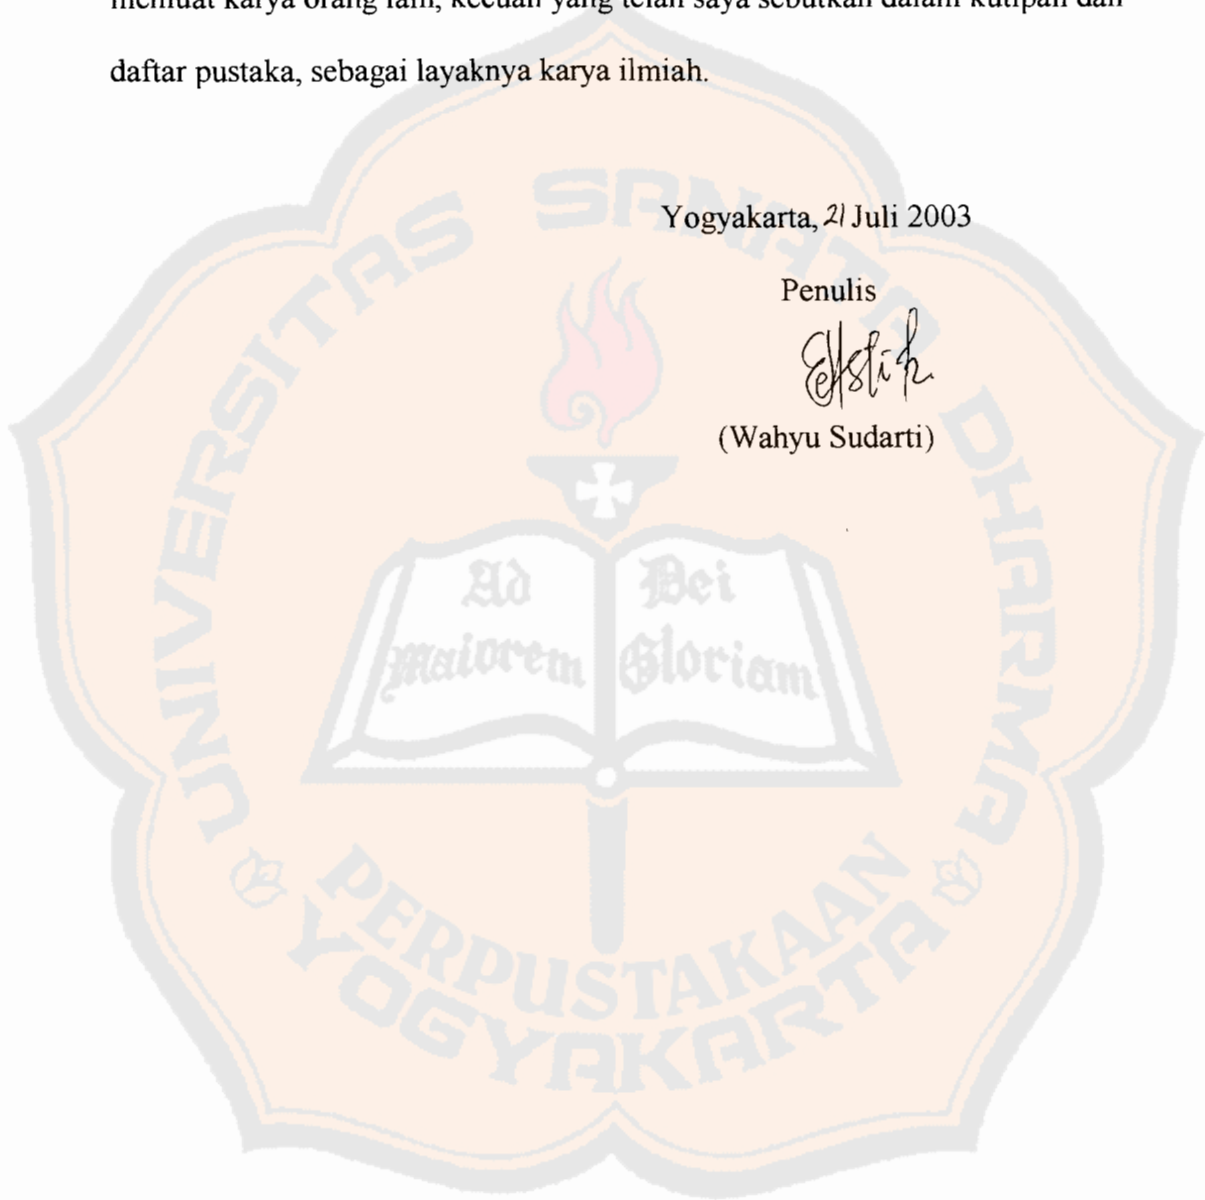 memuat karya orang lain, kecuali yang telah saya sebutkan dalam kutipan dan
daftar pustaka, sebagai layaknya karya ilmiah.
Yogyakarta, 21 Juli 2003
Penulis
(Wahyu Sudarti)
UNIVERSITAS SANATA DHARMA
Ad Dei
Maiorem Gloriam
PERPUSTAKAAN
YOGYAKARTA